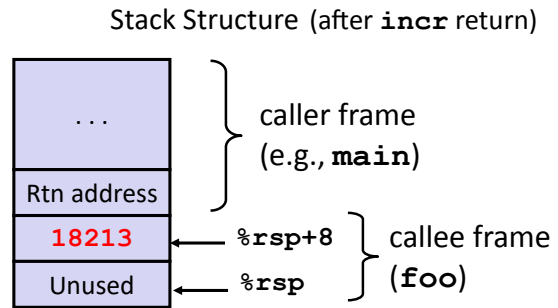 Stack Structure (after incr return)
. . .
caller frame
(e.g., main)
Rtn address
18213
%rsp+8
callee frame
Unused
%rsp
(foo)